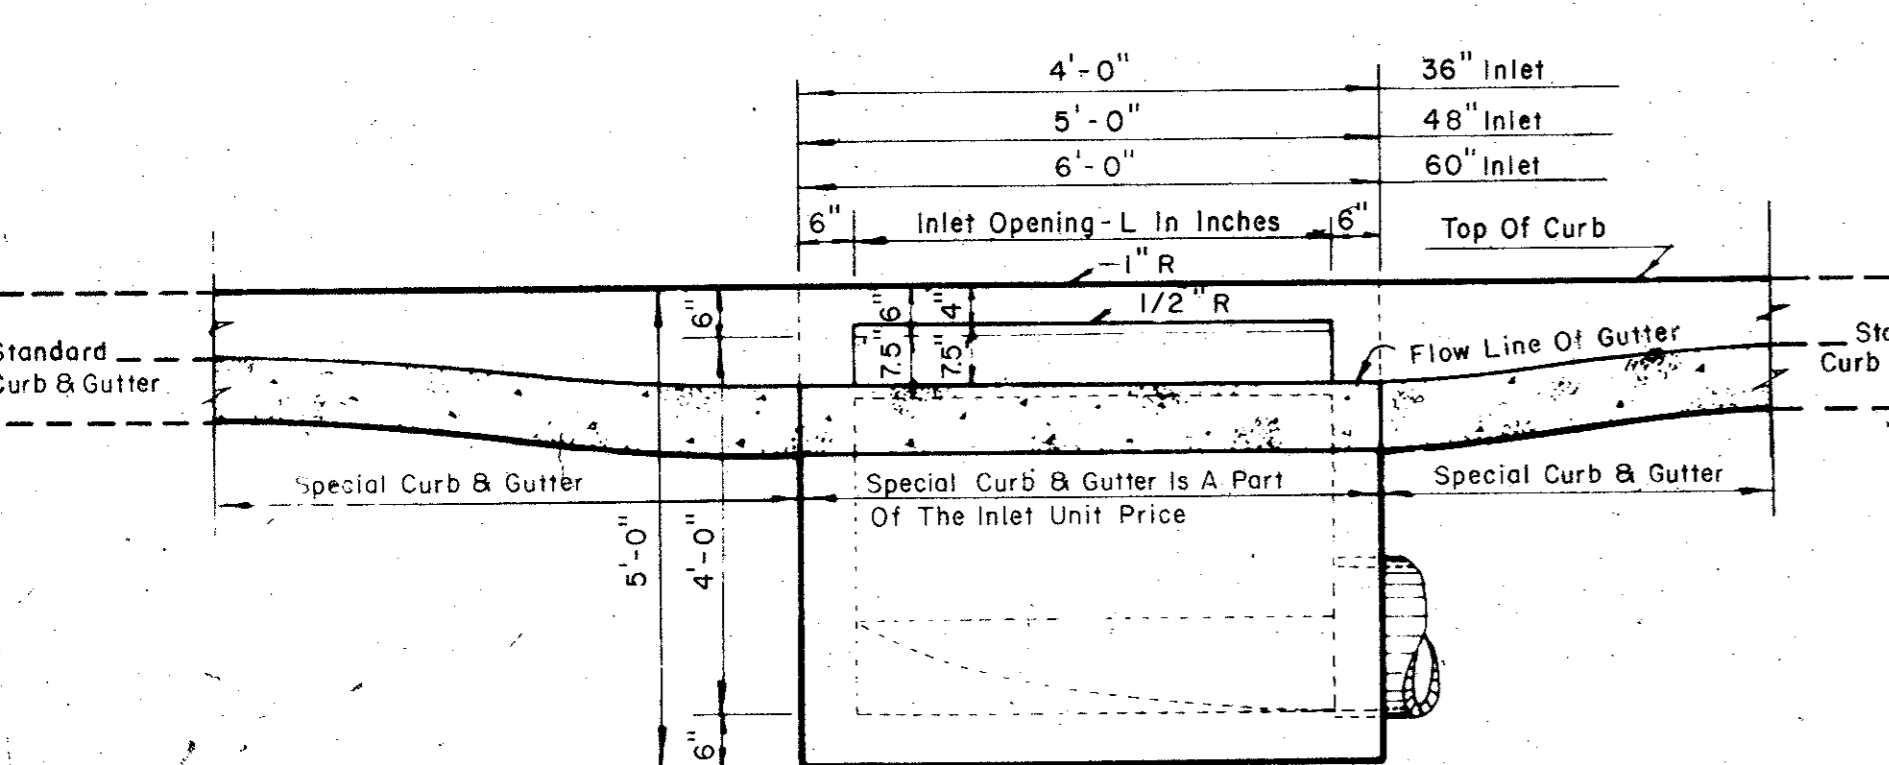 4'-0" 36" Inlet
5'-0" 48" Inlet
6'-0" 60" Inlet
6" Inlet Opening - L In Inches 6" Top Of Curb
1" R
6" 6" 4" 1/2" R
Standard Flow Line Of Gutter
Curb & Gutter 7.5" 7.5" Curb
Special Curb & Gutter Special Curb & Gutter Is A Part Special Curb & Gutter
Of The Inlet Unit Price
5'-0" 4'-0"
6"